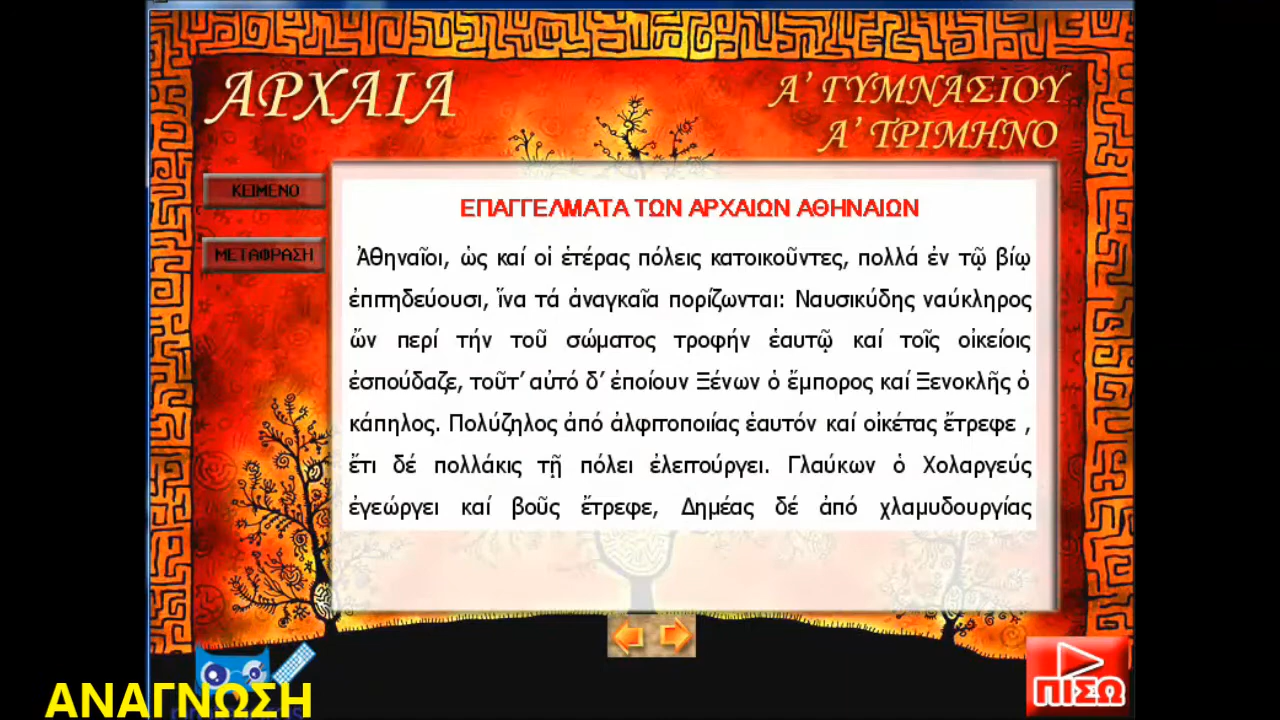 ΑΡΧΑΙΑ
Α’ ΓΥΜΝΑΣΙΟΥ
Α’ ΤΡΙΜΗΝΟ
ΚΕΙΜΕΝΟ
ΜΕΤΑΦΡΑΣΗ
ΕΠΑΓΓΕΛΜΑΤΑ ΤΩΝ ΑΡΧΑΙΩΝ ΑΘΗΝΑΙΩΝ
Ἀθηναῖοι, ὡς καί οἱ ἑτέρας πόλεις κατοικοῦντες, πολλά ἐν τῷ βίῳ
ἐπιτηδεύουσι, ἵνα τά ἀναγκαῖα πορίζωνται: Ναυσικύδης ναύκληρος
ὤν περί τήν τοῦ σώματος τροφήν ἑαυτῷ καί τοῖς οἰκείοις
ἐσπούδαζε, τοῦτ’ αὐτό δ’ ἐποίουν Ξένων ὁ ἔμπορος καί Ξενοκλῆς ὁ
κάπηλος. Πολύζηλος ἀπό ἀλφιτοποιίας ἑαυτόν καί οἰκέτας ἔτρεφε ,
ἔτι δέ πολλάκις τῇ πόλει ἐλειτούργει. Γλαύκων ὁ Χολαργεύς
ἐγεώργει καί βοῦς ἔτρεφε, Δημέας δέ ἀπό χλαμυδουργίας
ΠΙΣΩ
ΑΝΑΓΝΩΣΗ